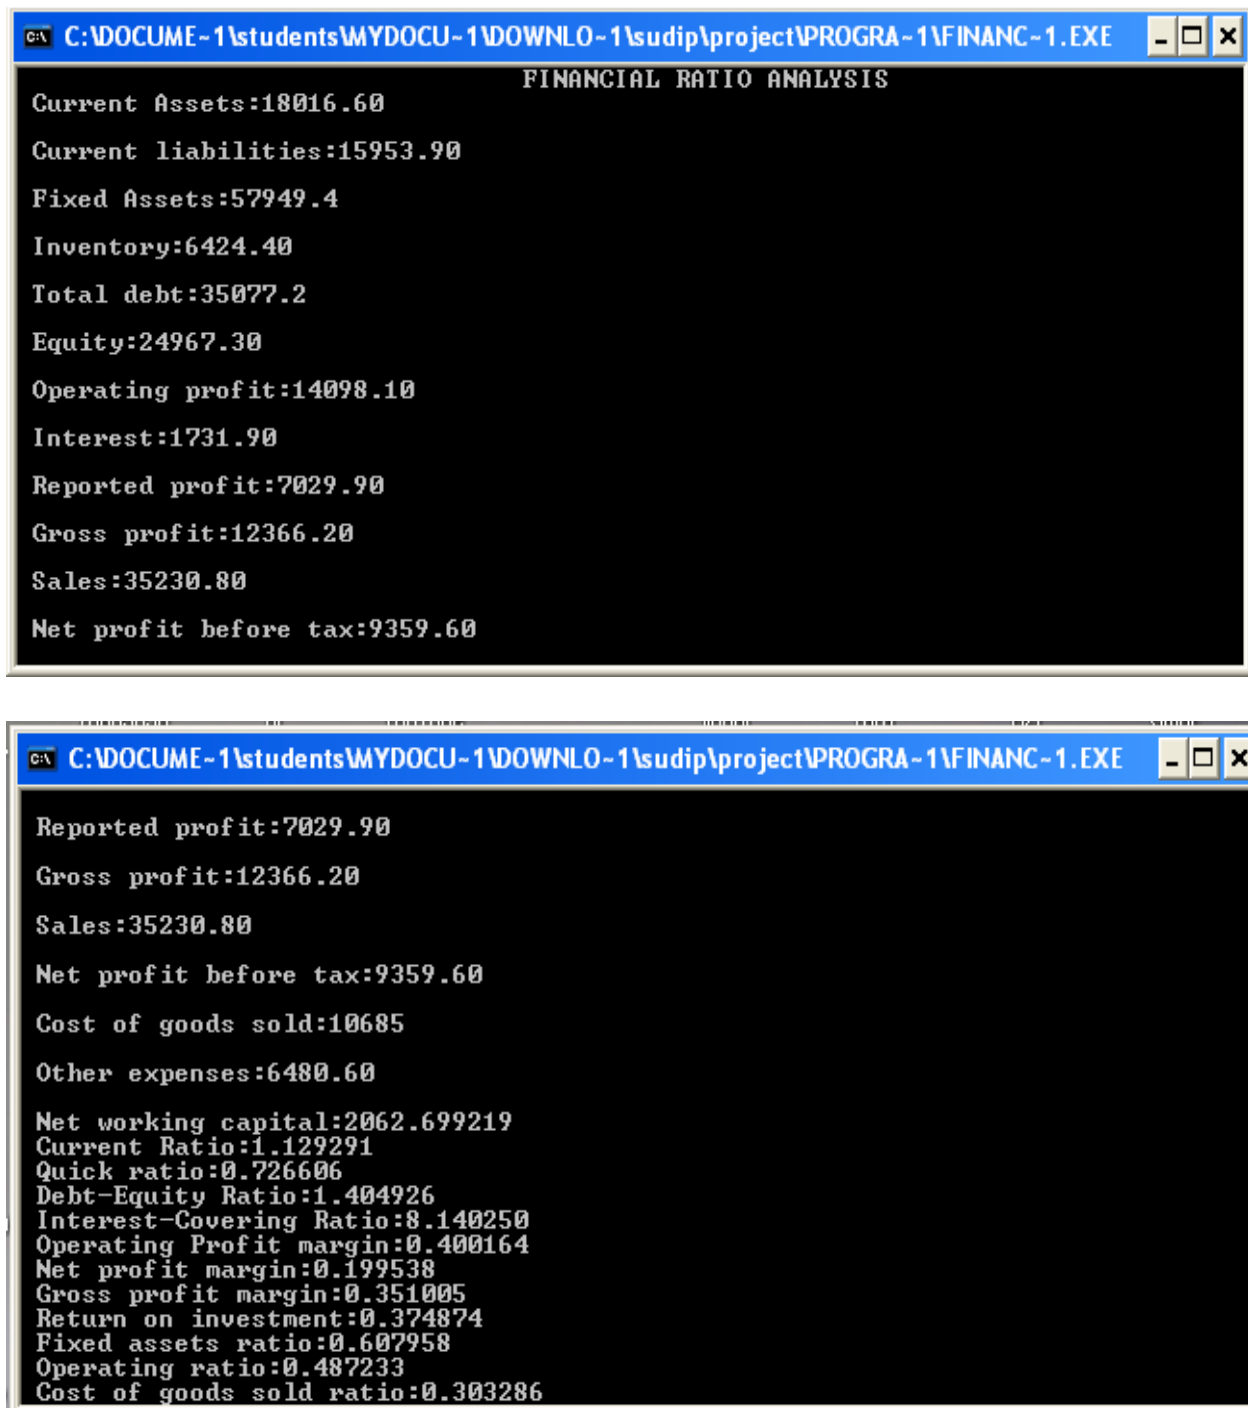 C:\DOCUME~1\students\MYDOCU~1\DOWNLO~1\sudip\project\PROGRA~1\FINANC~1.EXE
FINANCIAL RATIO ANALYSIS
Current Assets:18016.60
Current liabilities:15953.90
Fixed Assets:57949.4
Inventory:6424.40
Total debt:35077.2
Equity:24967.30
Operating profit:14098.10
Interest:1731.90
Reported profit:7029.90
Gross profit:12366.20
Sales:35230.80
Net profit before tax:9359.60
C:\DOCUME~1\students\MYDOCU~1\DOWNLO~1\sudip\project\PROGRA~1\FINANC~1.EXE
Reported profit:7029.90
Gross profit:12366.20
Sales:35230.80
Net profit before tax:9359.60
Cost of goods sold:10685
Other expenses:6480.60
Net working capital:2062.699219
Current Ratio:1.129291
Quick ratio:0.726606
Debt-Equity Ratio:1.404926
Interest-Covering Ratio:8.140250
Operating Profit margin:0.400164
Net profit margin:0.199538
Gross profit margin:0.351005
Return on investment:0.374874
Fixed assets ratio:0.607958
Operating ratio:0.487233
Cost of goods sold ratio:0.303286